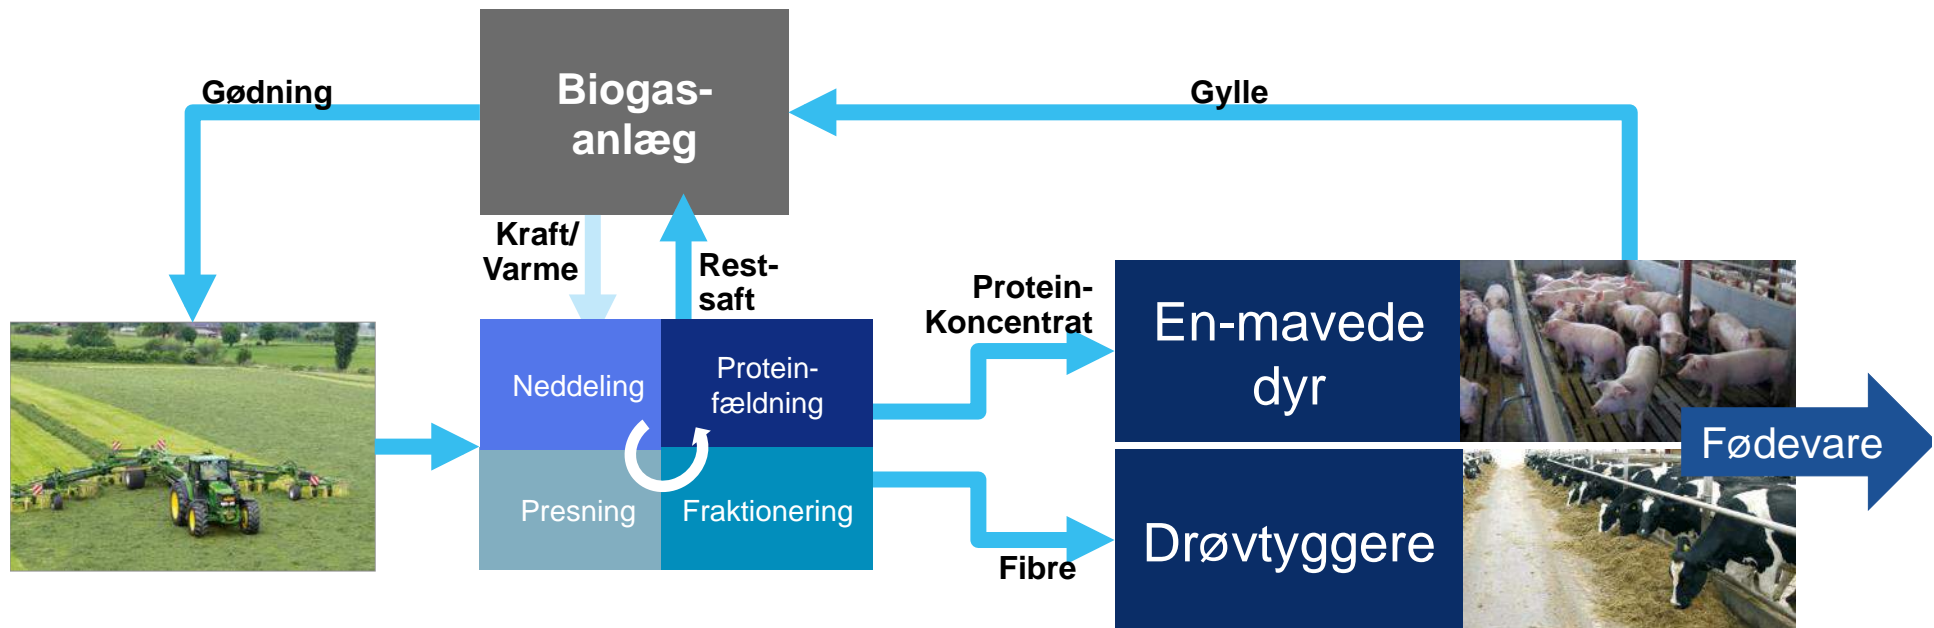 Gødning
Biogas-
anlæg
Gylle
Kraft/
Varme
Rest-
saft
Protein-
Koncentrat
En-mavede
dyr
Neddeling
Protein-
fældning
Fødevare
Presning
Fraktionering
Fibre
Drøvtyggere